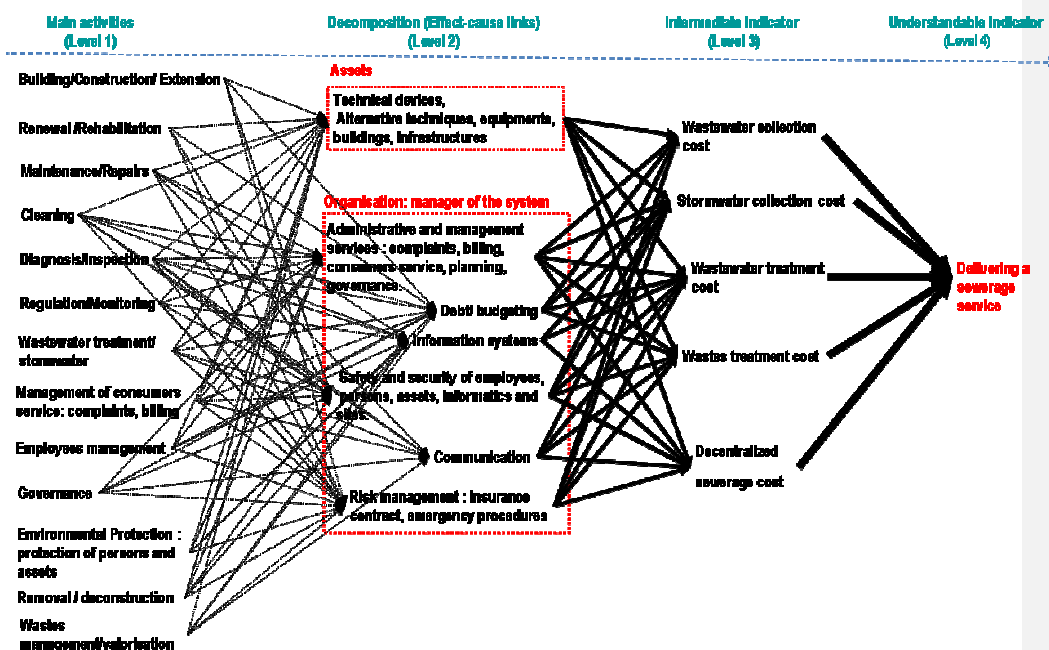 Main activities
(Level 1)
Decomposition (Effect-cause links)
(Level 2)
Intermediate indicator
(Level 3)
Understandable indicator
(Level 4)
Building/Construction/ Extension
Renewal /Rehabilitation
Maintenance/Repairs
Cleaning
Diagnosis/Inspection
Regulation/Monitoring
Wastewater treatment/
stormwater
Management of consumers
service: complaints, billing
Employees management
Governance
Environmental Protection :
protection of persons and
assets
Removal / deconstruction
Wastes
management/valorisation
Assets
Technical devices,
Alternative techniques, equipments,
buildings, infrastructures
Organisation: manager of the system
Administrative and management
services : complaints, billing,
consumers service, planning,
governance.
Debt/ budgeting
Information systems
Safety and security of employees,
persons, assets, informatics and
sites.
Communication
Risk management : insurance
contract, emergency procedures
Wastewater collection
cost
Stormwater collection cost
Wastewater treatment
cost
Wastes treatment cost
Decentralized
sewerage cost
Delivering a
sewerage
service